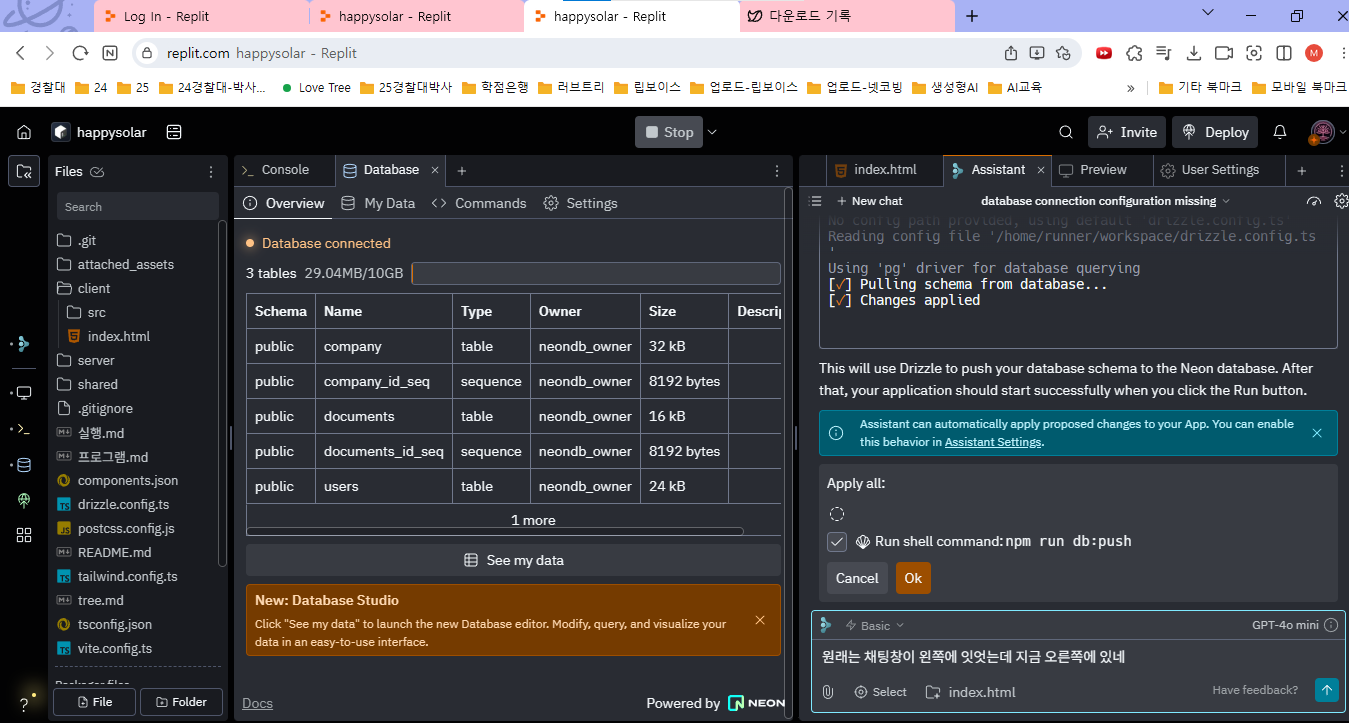 Log In - Replit
happysolar - Replit
happysolar - Replit
다운로드 기록
replit.com happysolar - Replit
M
경찰대
24
25
24경찰대-박사...
Love Tree
25경찰대박사
학점은행
러브트리
립보이스
업로드-립보이스
업로드-넷코빙
생성형AI
AI교육
»
기타 북마크
모바일 북마크
happysolar
Stop
Invite
Deploy
Files
Search
.git
attached_assets
client
src
index.html
server
shared
.gitignore
실행.md
프로그램.md
components.json
drizzle.config.ts
postcss.config.js
README.md
tailwind.config.ts
tree.md
tsconfig.json
vite.config.ts
File
Folder
Console
Database
Overview
My Data
Commands
Settings
Database connected
3 tables 29.04MB/10GB
Schema Name Type Owner Size Descrip
public company table neondb_owner 32 kB
public company_id_seq sequence neondb_owner 8192 bytes
public documents table neondb_owner 16 kB
public documents_id_seq sequence neondb_owner 8192 bytes
public users table neondb_owner 24 kB
1 more
See my data
New: Database Studio
Click "See my data" to launch the new Database editor. Modify, query, and visualize your
data in an easy-to-use interface.
Docs
Powered by NEON
index.html
Assistant
Preview
User Settings
New chat
database connection configuration missing
No config path provided, using default 'drizzle.config.ts'
Reading config file '/home/runner/workspace/drizzle.config.ts
'
Using 'pg' driver for database querying
[✓] Pulling schema from database...
[✓] Changes applied
This will use Drizzle to push your database schema to the Neon database. After
that, your application should start successfully when you click the Run button.
Assistant can automatically apply proposed changes to your App. You can enable
this behavior in Assistant Settings.
Apply all:
Run shell command:npm run db:push
Cancel
Ok
Basic
GPT-4o mini
원래는 채팅창이 왼쪽에 잇엇는데 지금 오른쪽에 있네
Select
index.html
Have feedback?